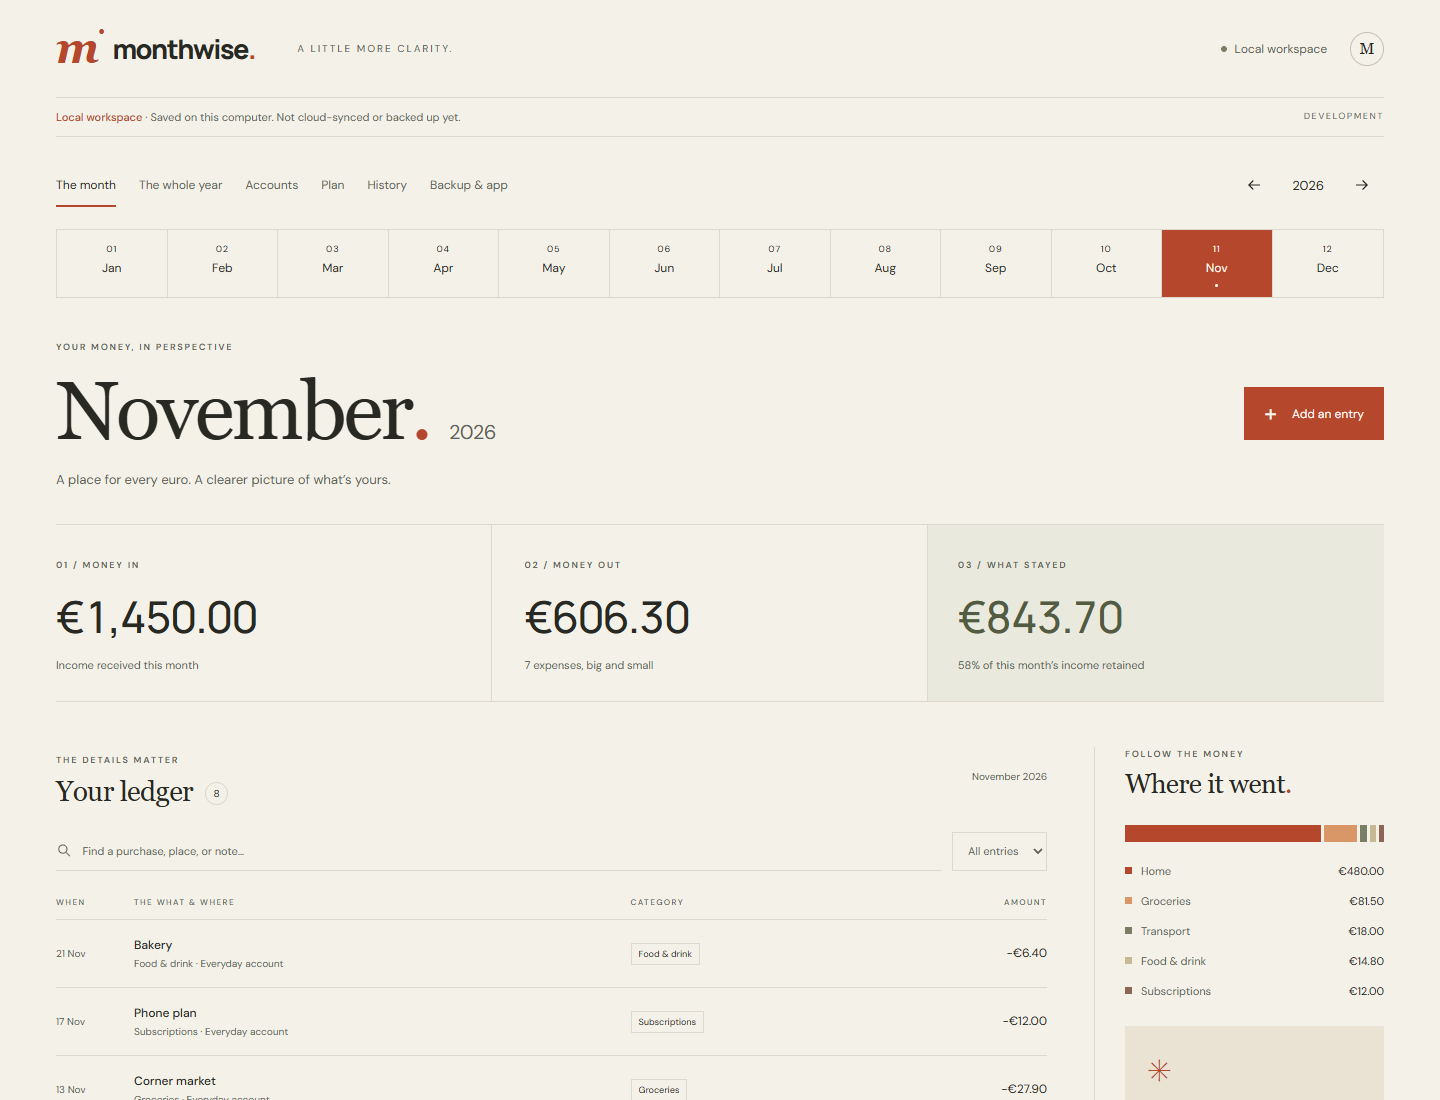 m monthwise.
A LITTLE MORE CLARITY.
Local workspace
M
Local workspace · Saved on this computer. Not cloud-synced or backed up yet.
DEVELOPMENT
The month The whole year Accounts Plan History Backup & app
← 2026 →
01 02 03 04 05 06 07 08 09 10 11 12
Jan Feb Mar Apr May Jun Jul Aug Sep Oct Nov Dec
YOUR MONEY, IN PERSPECTIVE
November. 2026
+ Add an entry
A place for every euro. A clearer picture of what’s yours.
01 / MONEY IN
€1,450.00
Income received this month
02 / MONEY OUT
€606.30
7 expenses, big and small
03 / WHAT STAYED
€843.70
58% of this month’s income retained
THE DETAILS MATTER
Your ledger 8
November 2026
Find a purchase, place, or note…
All entries
WHEN THE WHAT & WHERE CATEGORY AMOUNT
21 Nov
Bakery
Food & drink · Everyday account
Food & drink
-€6.40
17 Nov
Phone plan
Subscriptions · Everyday account
Subscriptions
-€12.00
13 Nov
Corner market
Groceries · Everyday account
Groceries
-€27.90
FOLLOW THE MONEY
Where it went.
Home €480.00
Groceries €81.50
Transport €18.00
Food & drink €14.80
Subscriptions €12.00